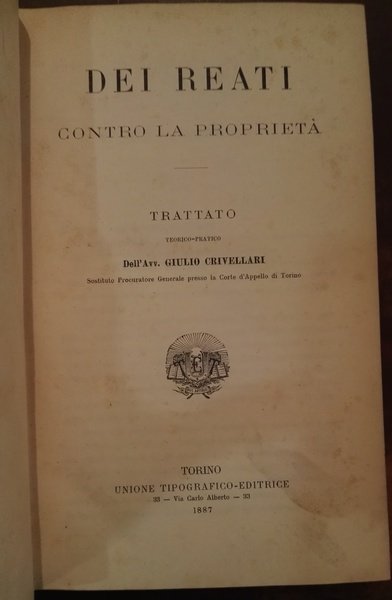 DEI REATI
CONTRO LA PROPRIETÀ
TRATTATO
TEORICO-PRATICO
Dell'Avv. GIULIO CRIVELLARI
Sostituto Procuratore Generale presso la Corte d'Appello di Torino
TORINO
UNIONE TIPOGRAFICO-EDITRICE
33 — Via Carlo Alberto — 33
1887